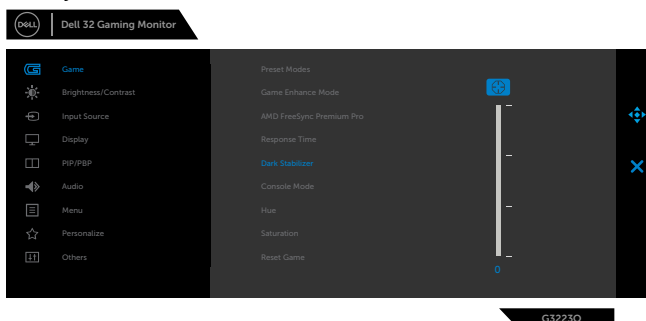 DELL
Dell 32 Gaming Monitor
Game
Brightness/Contrast
Input Source
Display
PIP/PBP
Audio
Menu
Personalize
Others
Preset Modes
Game Enhance Mode
AMD FreeSync Premium Pro
Response Time
Dark Stabilizer
Console Mode
Hue
Saturation
Reset Game
0
G3223Q